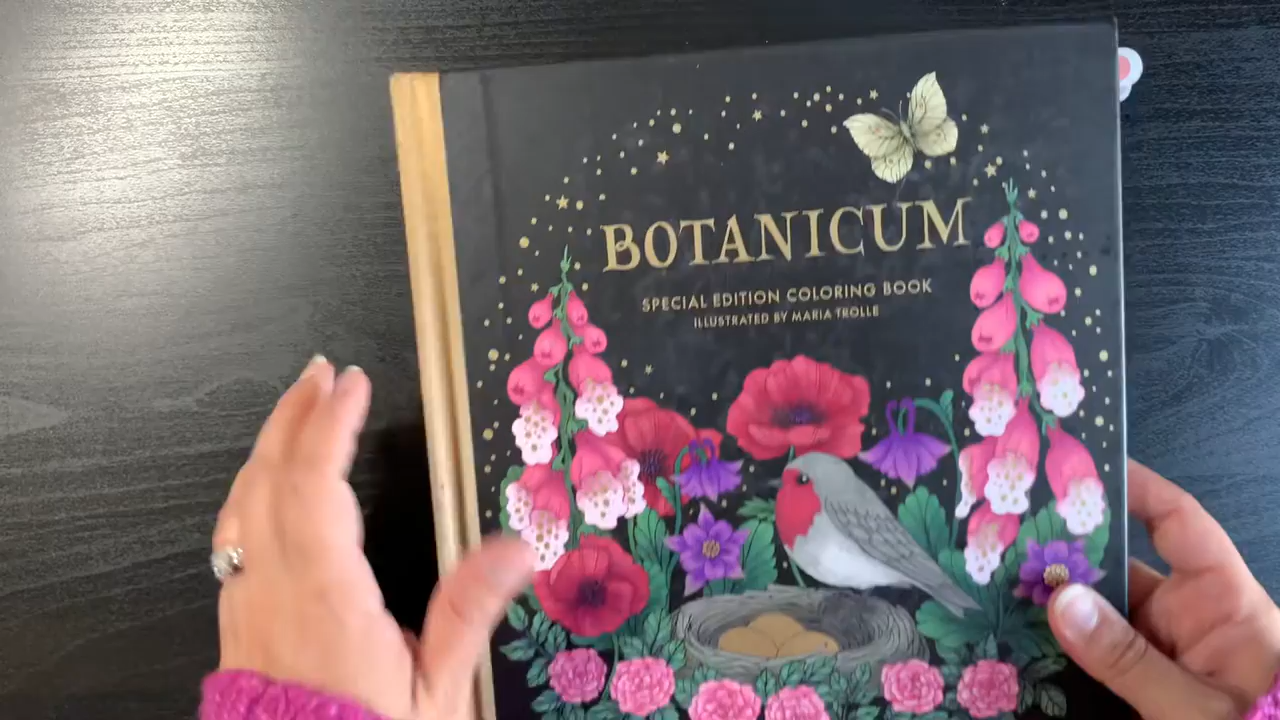 BOTANICUM
SPECIAL EDITION COLORING BOOK
ILLUSTRATED BY MARIA TROLLE